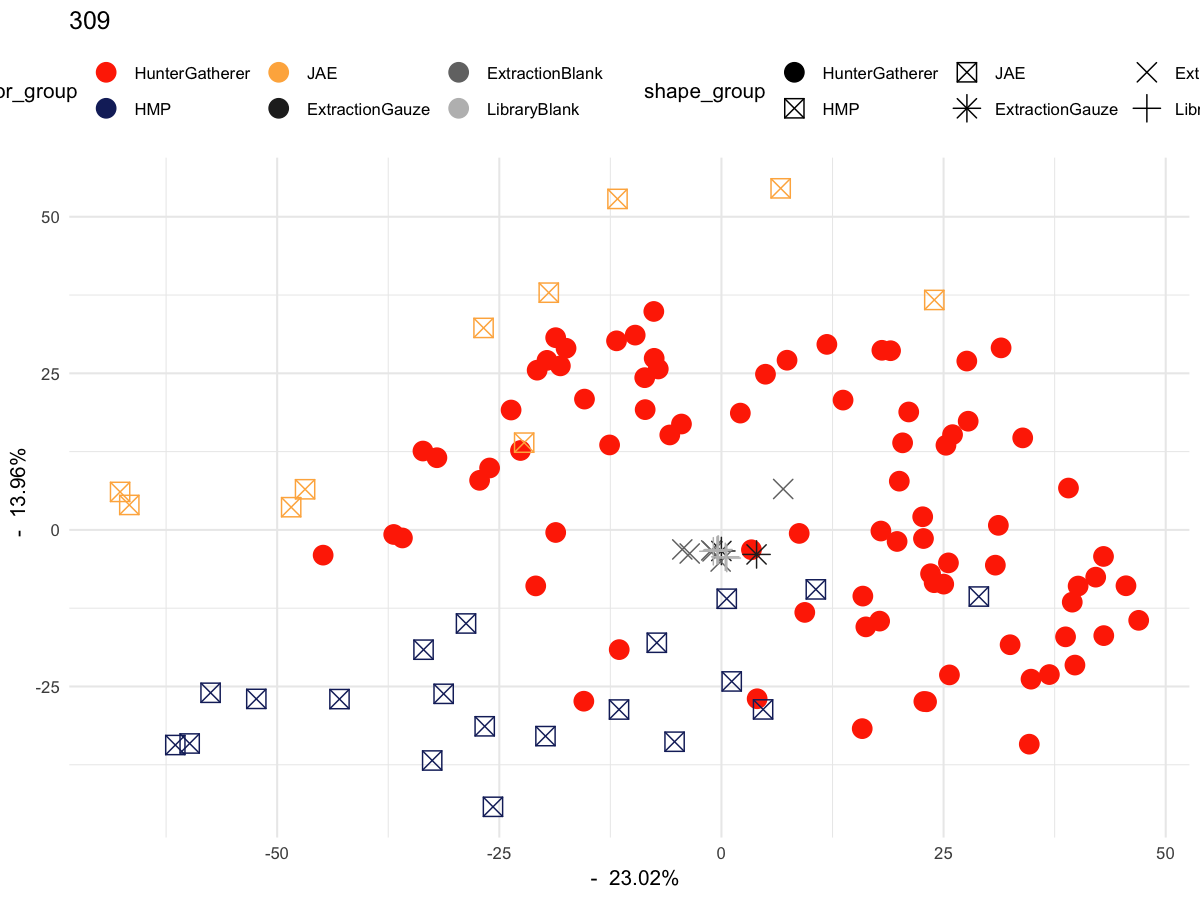 309
HunterGatherer JAE ExtractionBlank HunterGatherer JAE Ext
or_group shape_group
HMP ExtractionGauze LibraryBlank HMP ExtractionGauze Libr
50
25
0
-25
- 13.96%
-50 -25 0 25 50
- 23.02%